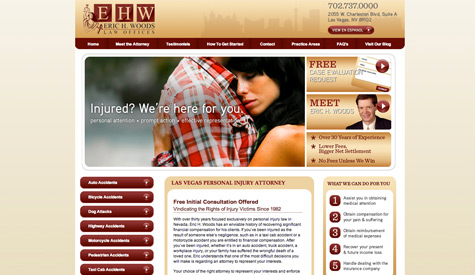 EHW
ERIC H. WOODS
LAW OFFICES
702.737.0000
2055 W. Charleston Blvd, Suite A
Las Vegas, NV 89102
VIEW EN ESPAÑOL
Home
Meet the Attorney
Testimonials
How To Get Started
Contact
Practice Areas
FAQ's
Visit Our Blog
Injured? We're here for you.
personal attention • prompt action • effective representation
FREE
CASE EVALUATION
REQUEST
MEET
ERIC H. WOODS
Over 30 Years of Experience
Lower Fees,
Bigger Net Settlement
No Fees Unless We Win
Auto Accidents
Bicycle Accidents
Dog Attacks
Highway Accidents
Motorcycle Accidents
Pedestrian Accidents
Taxi Cab Accidents
LAS VEGAS PERSONAL INJURY ATTORNEY
Free Initial Consultation Offered
Vindicating the Rights of Injury Victims Since 1982
With over thirty years focused exclusively on personal injury law in
Nevada, Eric H. Woods has an enviable history of recovering significant
financial compensation for his clients. If you've been injured as the
result of someone else's negligence, such as in a taxi cab accident or a
motorcycle accident you are entitled to financial compensation. After
you've been injured, whether it's in an auto accident, truck accident, a
workplace injury, or your family has suffered the wrongful death of a
loved one, Eric understands that one of the most difficult decisions you
will make is regarding an attorney to represent your interests.
Your choice of the right attorney to represent your interests and enforce
WHAT WE CAN DO FOR YOU
1 Assist you in obtaining
medical attention
2 Obtain compensation for
your pain & suffering
3 Obtain reimbursement
of medical expenses
4 Recover your present
& future income loss
5 Handle dealing with the
insurance company